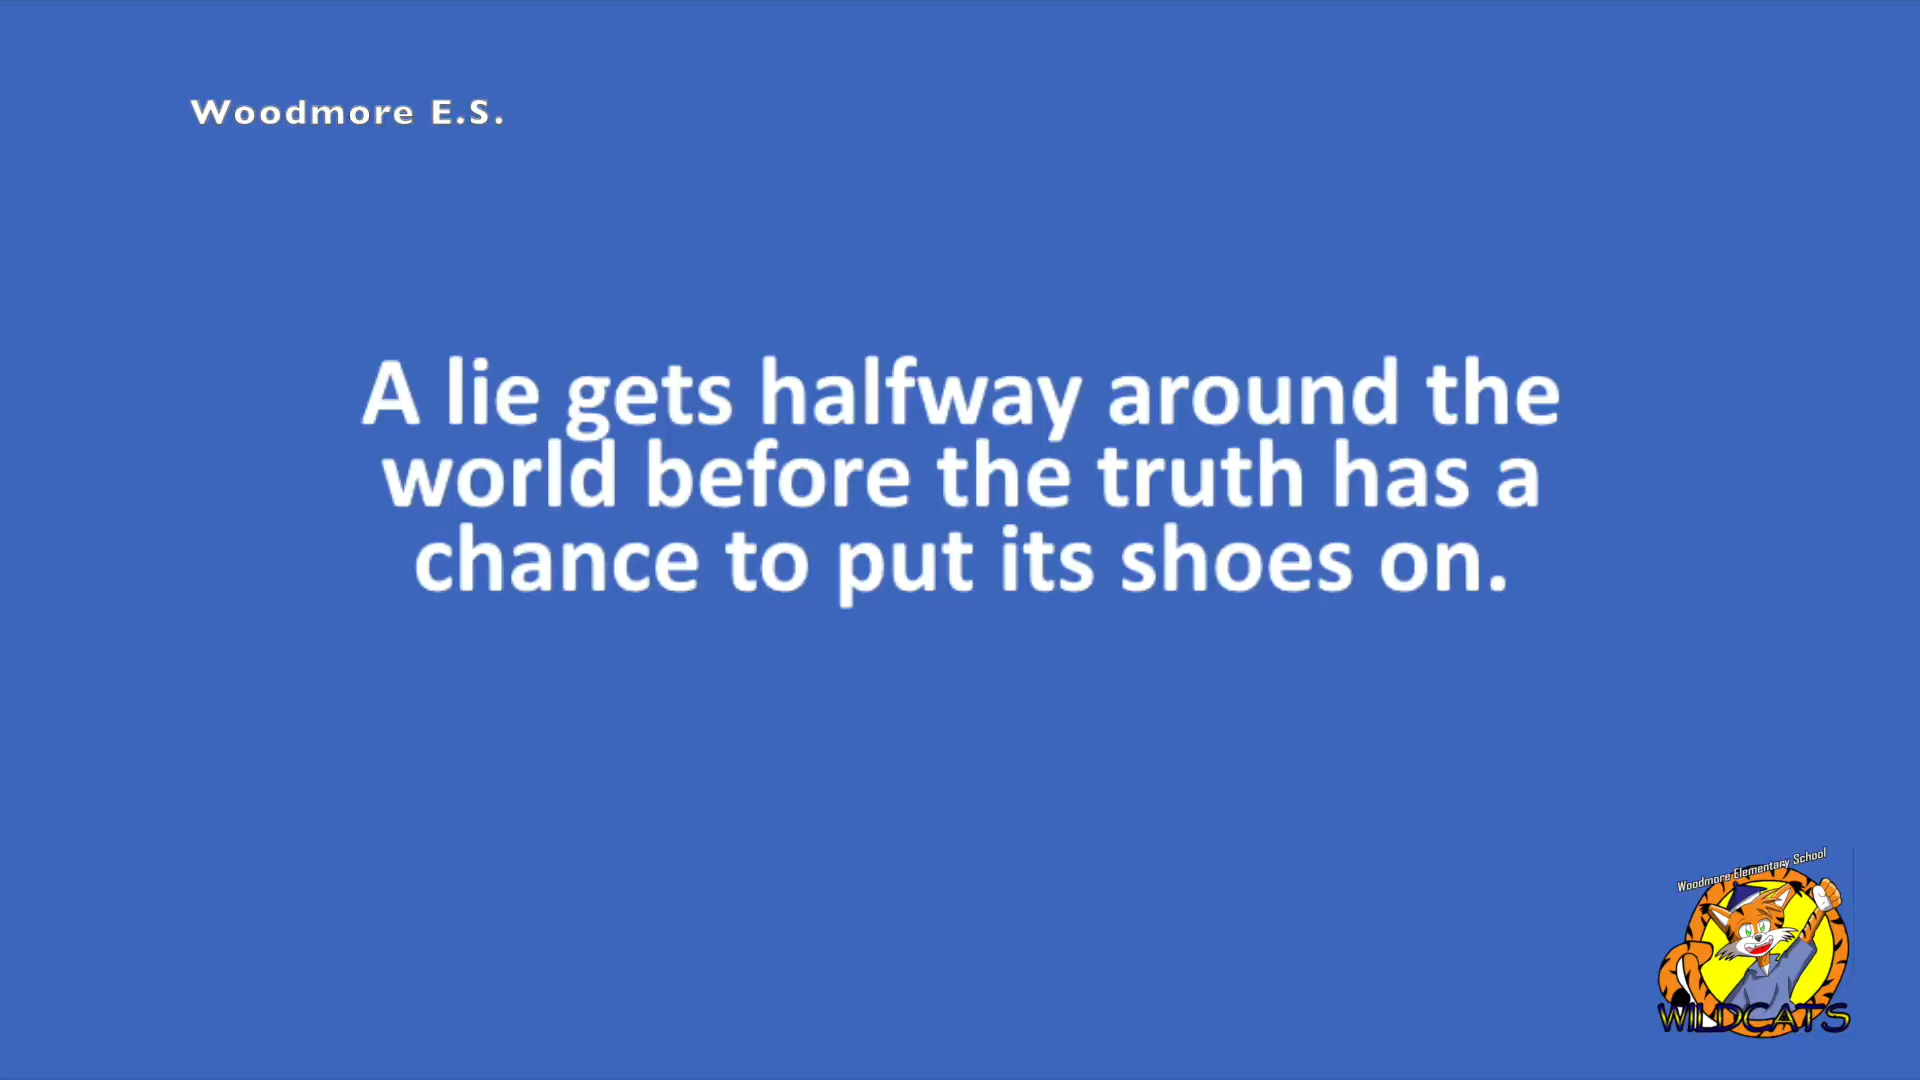 Woodmore E.S.
A lie gets halfway around the
world before the truth has a
chance to put its shoes on.
Woodmore Elementary School
WILDCATS